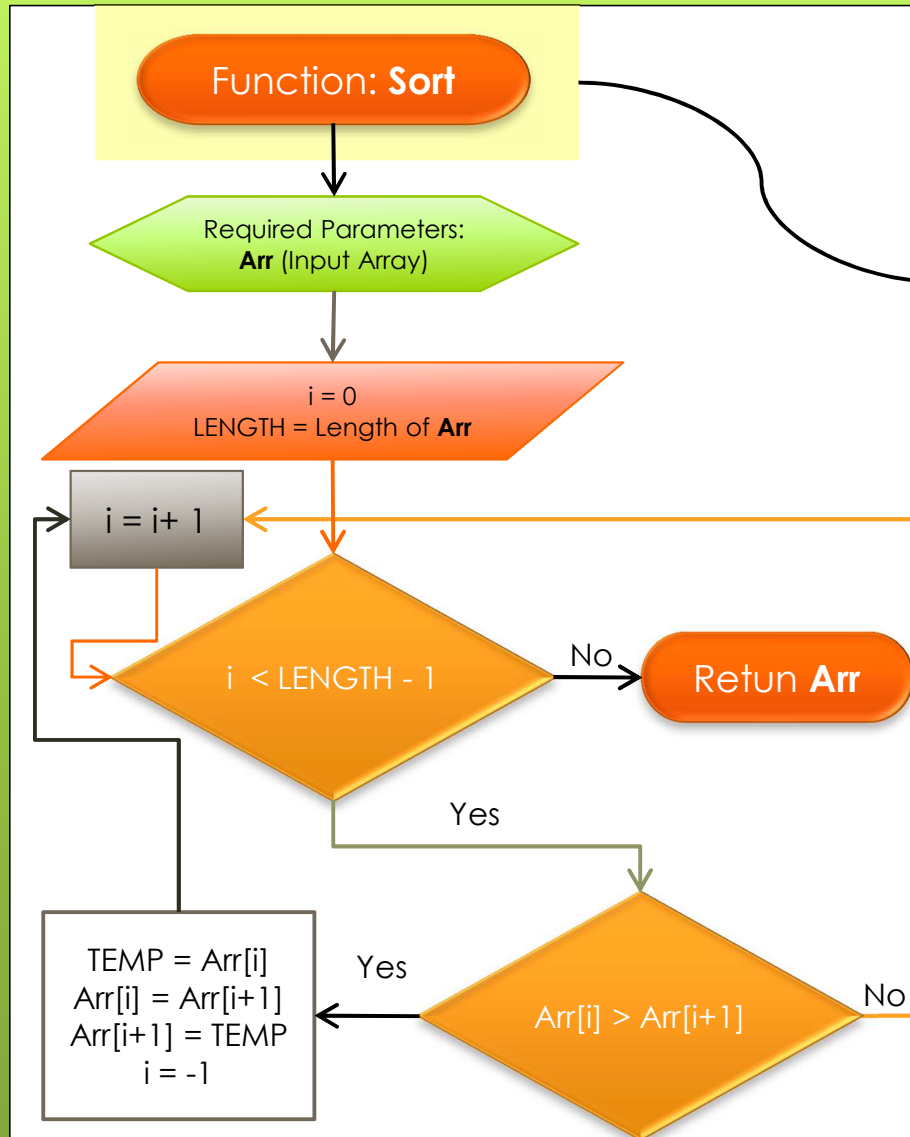 Function: Sort
Required Parameters:
Arr (Input Array)
i = 0
LENGTH = Length of Arr
i = i+ 1
i < LENGTH - 1
No
Retun Arr
Yes
TEMP = Arr[i]
Arr[i] = Arr[i+1]
Arr[i+1] = TEMP
i = -1
Yes
Arr[i] > Arr[i+1]
No